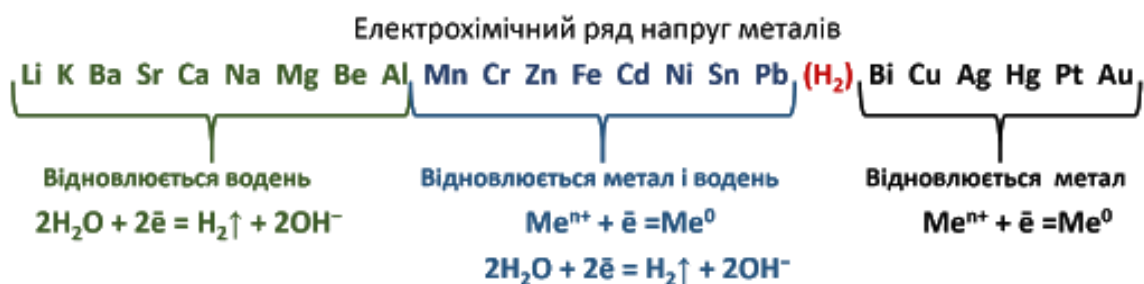 Електрохімічний ряд напруг металів
Li K Ba Sr Ca Na Mg Be Al Mn Cr Zn Fe Cd Ni Sn Pb (H₂) Bi Cu Ag Hg Pt Au
Відновлюється водень Відновлюється метал і водень Відновлюється метал
2H₂O + 2ē = H₂↑ + 2OH⁻ Meⁿ⁺ + ē =Me⁰ Meⁿ⁺ + ē =Me⁰
2H₂O + 2ē = H₂↑ + 2OH⁻